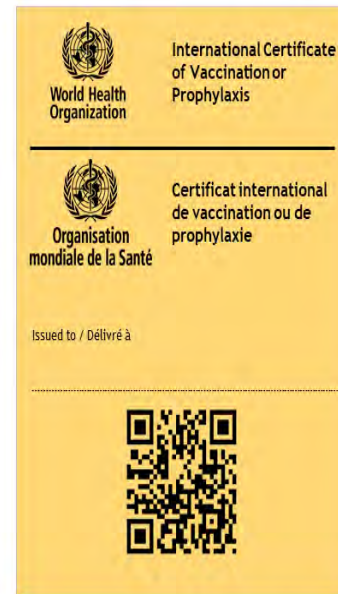 World Health
Organization
International Certificate
of Vaccination or
Prophylaxis
Organisation
mondiale de la Santé
Certificat international
de vaccination ou de
prophylaxie
Issued to / Délivré à